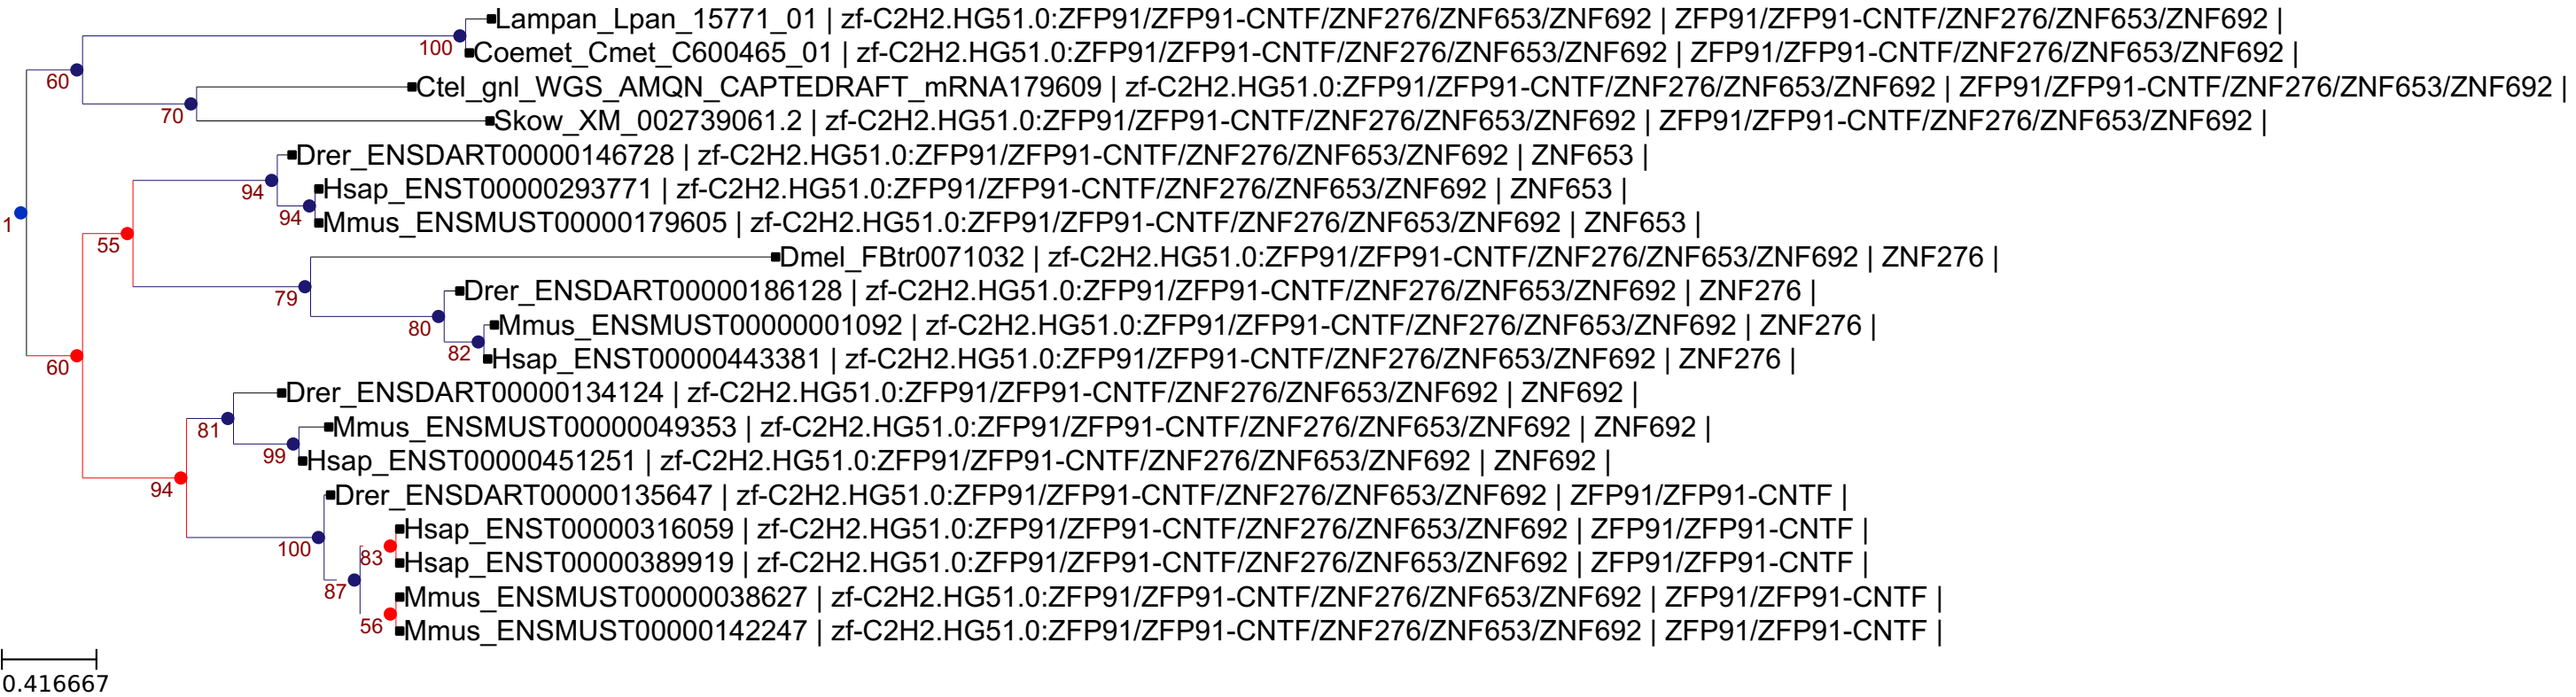 Lampan_Lpan_15771_01 | zf-C2H2.HG51.0:ZFP91/ZFP91-CNTF/ZNF276/ZNF653/ZNF692 | ZFP91/ZFP91-CNTF/ZNF276/ZNF653/ZNF692 |
100
Coemet_Cmet_C600465_01 | zf-C2H2.HG51.0:ZFP91/ZFP91-CNTF/ZNF276/ZNF653/ZNF692 | ZFP91/ZFP91-CNTF/ZNF276/ZNF653/ZNF692 |
60
Ctel_gnl_WGS_AMQN_CAPTEDRAFT_mRNA179609 | zf-C2H2.HG51.0:ZFP91/ZFP91-CNTF/ZNF276/ZNF653/ZNF692 | ZFP91/ZFP91-CNTF/ZNF276/ZNF653/ZNF692 |
70
Skow_XM_002739061.2 | zf-C2H2.HG51.0:ZFP91/ZFP91-CNTF/ZNF276/ZNF653/ZNF692 | ZFP91/ZFP91-CNTF/ZNF276/ZNF653/ZNF692 |
Drer_ENSDART00000146728 | zf-C2H2.HG51.0:ZFP91/ZFP91-CNTF/ZNF276/ZNF653/ZNF692 | ZNF653 |
94
Hsap_ENST00000293771 | zf-C2H2.HG51.0:ZFP91/ZFP91-CNTF/ZNF276/ZNF653/ZNF692 | ZNF653 |
94
Mmus_ENSMUST00000179605 | zf-C2H2.HG51.0:ZFP91/ZFP91-CNTF/ZNF276/ZNF653/ZNF692 | ZNF653 |
1
55
Dmel_FBtr0071032 | zf-C2H2.HG51.0:ZFP91/ZFP91-CNTF/ZNF276/ZNF653/ZNF692 | ZNF276 |
79
Drer_ENSDART00000186128 | zf-C2H2.HG51.0:ZFP91/ZFP91-CNTF/ZNF276/ZNF653/ZNF692 | ZNF276 |
80
Mmus_ENSMUST00000001092 | zf-C2H2.HG51.0:ZFP91/ZFP91-CNTF/ZNF276/ZNF653/ZNF692 | ZNF276 |
82
Hsap_ENST00000443381 | zf-C2H2.HG51.0:ZFP91/ZFP91-CNTF/ZNF276/ZNF653/ZNF692 | ZNF276 |
60
Drer_ENSDART00000134124 | zf-C2H2.HG51.0:ZFP91/ZFP91-CNTF/ZNF276/ZNF653/ZNF692 | ZNF692 |
81
Mmus_ENSMUST00000049353 | zf-C2H2.HG51.0:ZFP91/ZFP91-CNTF/ZNF276/ZNF653/ZNF692 | ZNF692 |
99
Hsap_ENST00000451251 | zf-C2H2.HG51.0:ZFP91/ZFP91-CNTF/ZNF276/ZNF653/ZNF692 | ZNF692 |
94
Drer_ENSDART00000135647 | zf-C2H2.HG51.0:ZFP91/ZFP91-CNTF/ZNF276/ZNF653/ZNF692 | ZFP91/ZFP91-CNTF |
Hsap_ENST00000316059 | zf-C2H2.HG51.0:ZFP91/ZFP91-CNTF/ZNF276/ZNF653/ZNF692 | ZFP91/ZFP91-CNTF |
100
83
Hsap_ENST00000389919 | zf-C2H2.HG51.0:ZFP91/ZFP91-CNTF/ZNF276/ZNF653/ZNF692 | ZFP91/ZFP91-CNTF |
87
Mmus_ENSMUST00000038627 | zf-C2H2.HG51.0:ZFP91/ZFP91-CNTF/ZNF276/ZNF653/ZNF692 | ZFP91/ZFP91-CNTF |
56
Mmus_ENSMUST00000142247 | zf-C2H2.HG51.0:ZFP91/ZFP91-CNTF/ZNF276/ZNF653/ZNF692 | ZFP91/ZFP91-CNTF |
0.416667